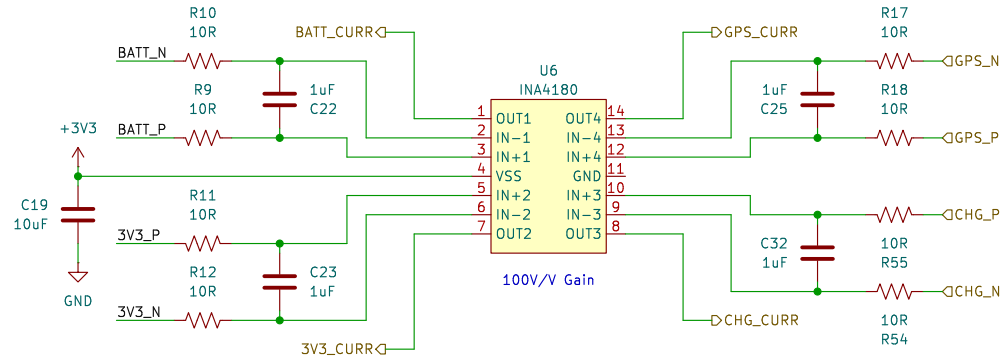 R10
10R
BATT_N
BATT_CURR
R9
10R
1uF
C22
BATT_P
+3V3
C19
10uF
GND
R11
10R
3V3_P
R12
10R
C23
1uF
3V3_N
3V3_CURR
U6
INA4180
1 OUT1 OUT4 14
2 IN-1 IN-4 13
3 IN+1 IN+4 12
4 VSS GND 11
5 IN+2 IN+3 10
6 IN-2 IN-3 9
7 OUT2 OUT3 8
100V/V Gain
GPS_CURR
R17
10R
GPS_N
1uF
C25
R18
10R
GPS_P
CHG_P
10R
R55
C32
1uF
CHG_N
10R
R54
CHG_CURR